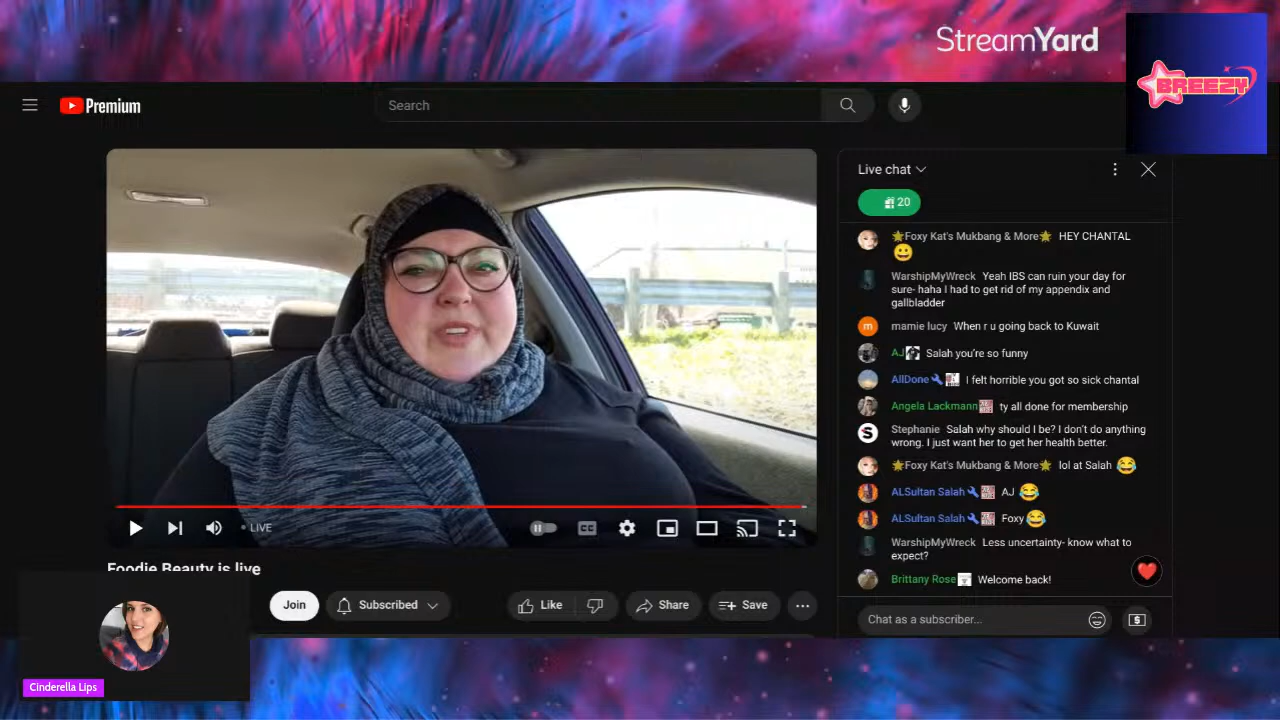 StreamYard
BREEZY
Premium
Search
Live chat
20
Foxy Kat's Mukbang & More HEY CHANTAL
WarshipMyWreck Yeah IBS can ruin your day for
sure- haha I had to get rid of my appendix and
gallbladder
m mamie lucy When r u going back to Kuwait
AJ Salah you're so funny
AllDone I felt horrible you got so sick chantal
Angela Lackmann ty all done for membership
S Stephanie Salah why should I be? I don't do anything
wrong. I just want her to get her health better.
Foxy Kat's Mukbang & More lol at Salah
ALSultan Salah AJ
ALSultan Salah Foxy
WarshipMyWreck Less uncertainty- know what to
expect?
Brittany Rose Welcome back!
Chat as a subscriber...
LIVE
CC
Foodie Beauty is live
Join
Subscribed
Like
Share
Save
Cinderella Lips